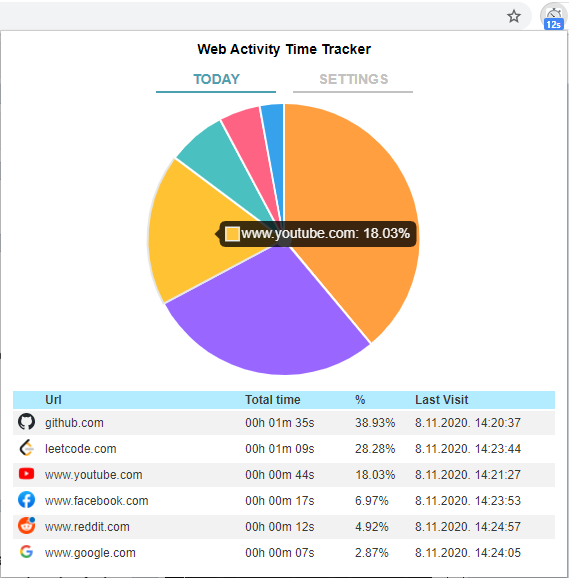 12s
Web Activity Time Tracker
TODAY SETTINGS
www.youtube.com: 18.03%
Url Total time % Last Visit
github.com 00h 01m 35s 38.93% 8.11.2020. 14:20:37
leetcode.com 00h 01m 09s 28.28% 8.11.2020. 14:23:44
www.youtube.com 00h 00m 44s 18.03% 8.11.2020. 14:21:27
www.facebook.com 00h 00m 17s 6.97% 8.11.2020. 14:23:53
www.reddit.com 00h 00m 12s 4.92% 8.11.2020. 14:24:57
www.google.com 00h 00m 07s 2.87% 8.11.2020. 14:24:05